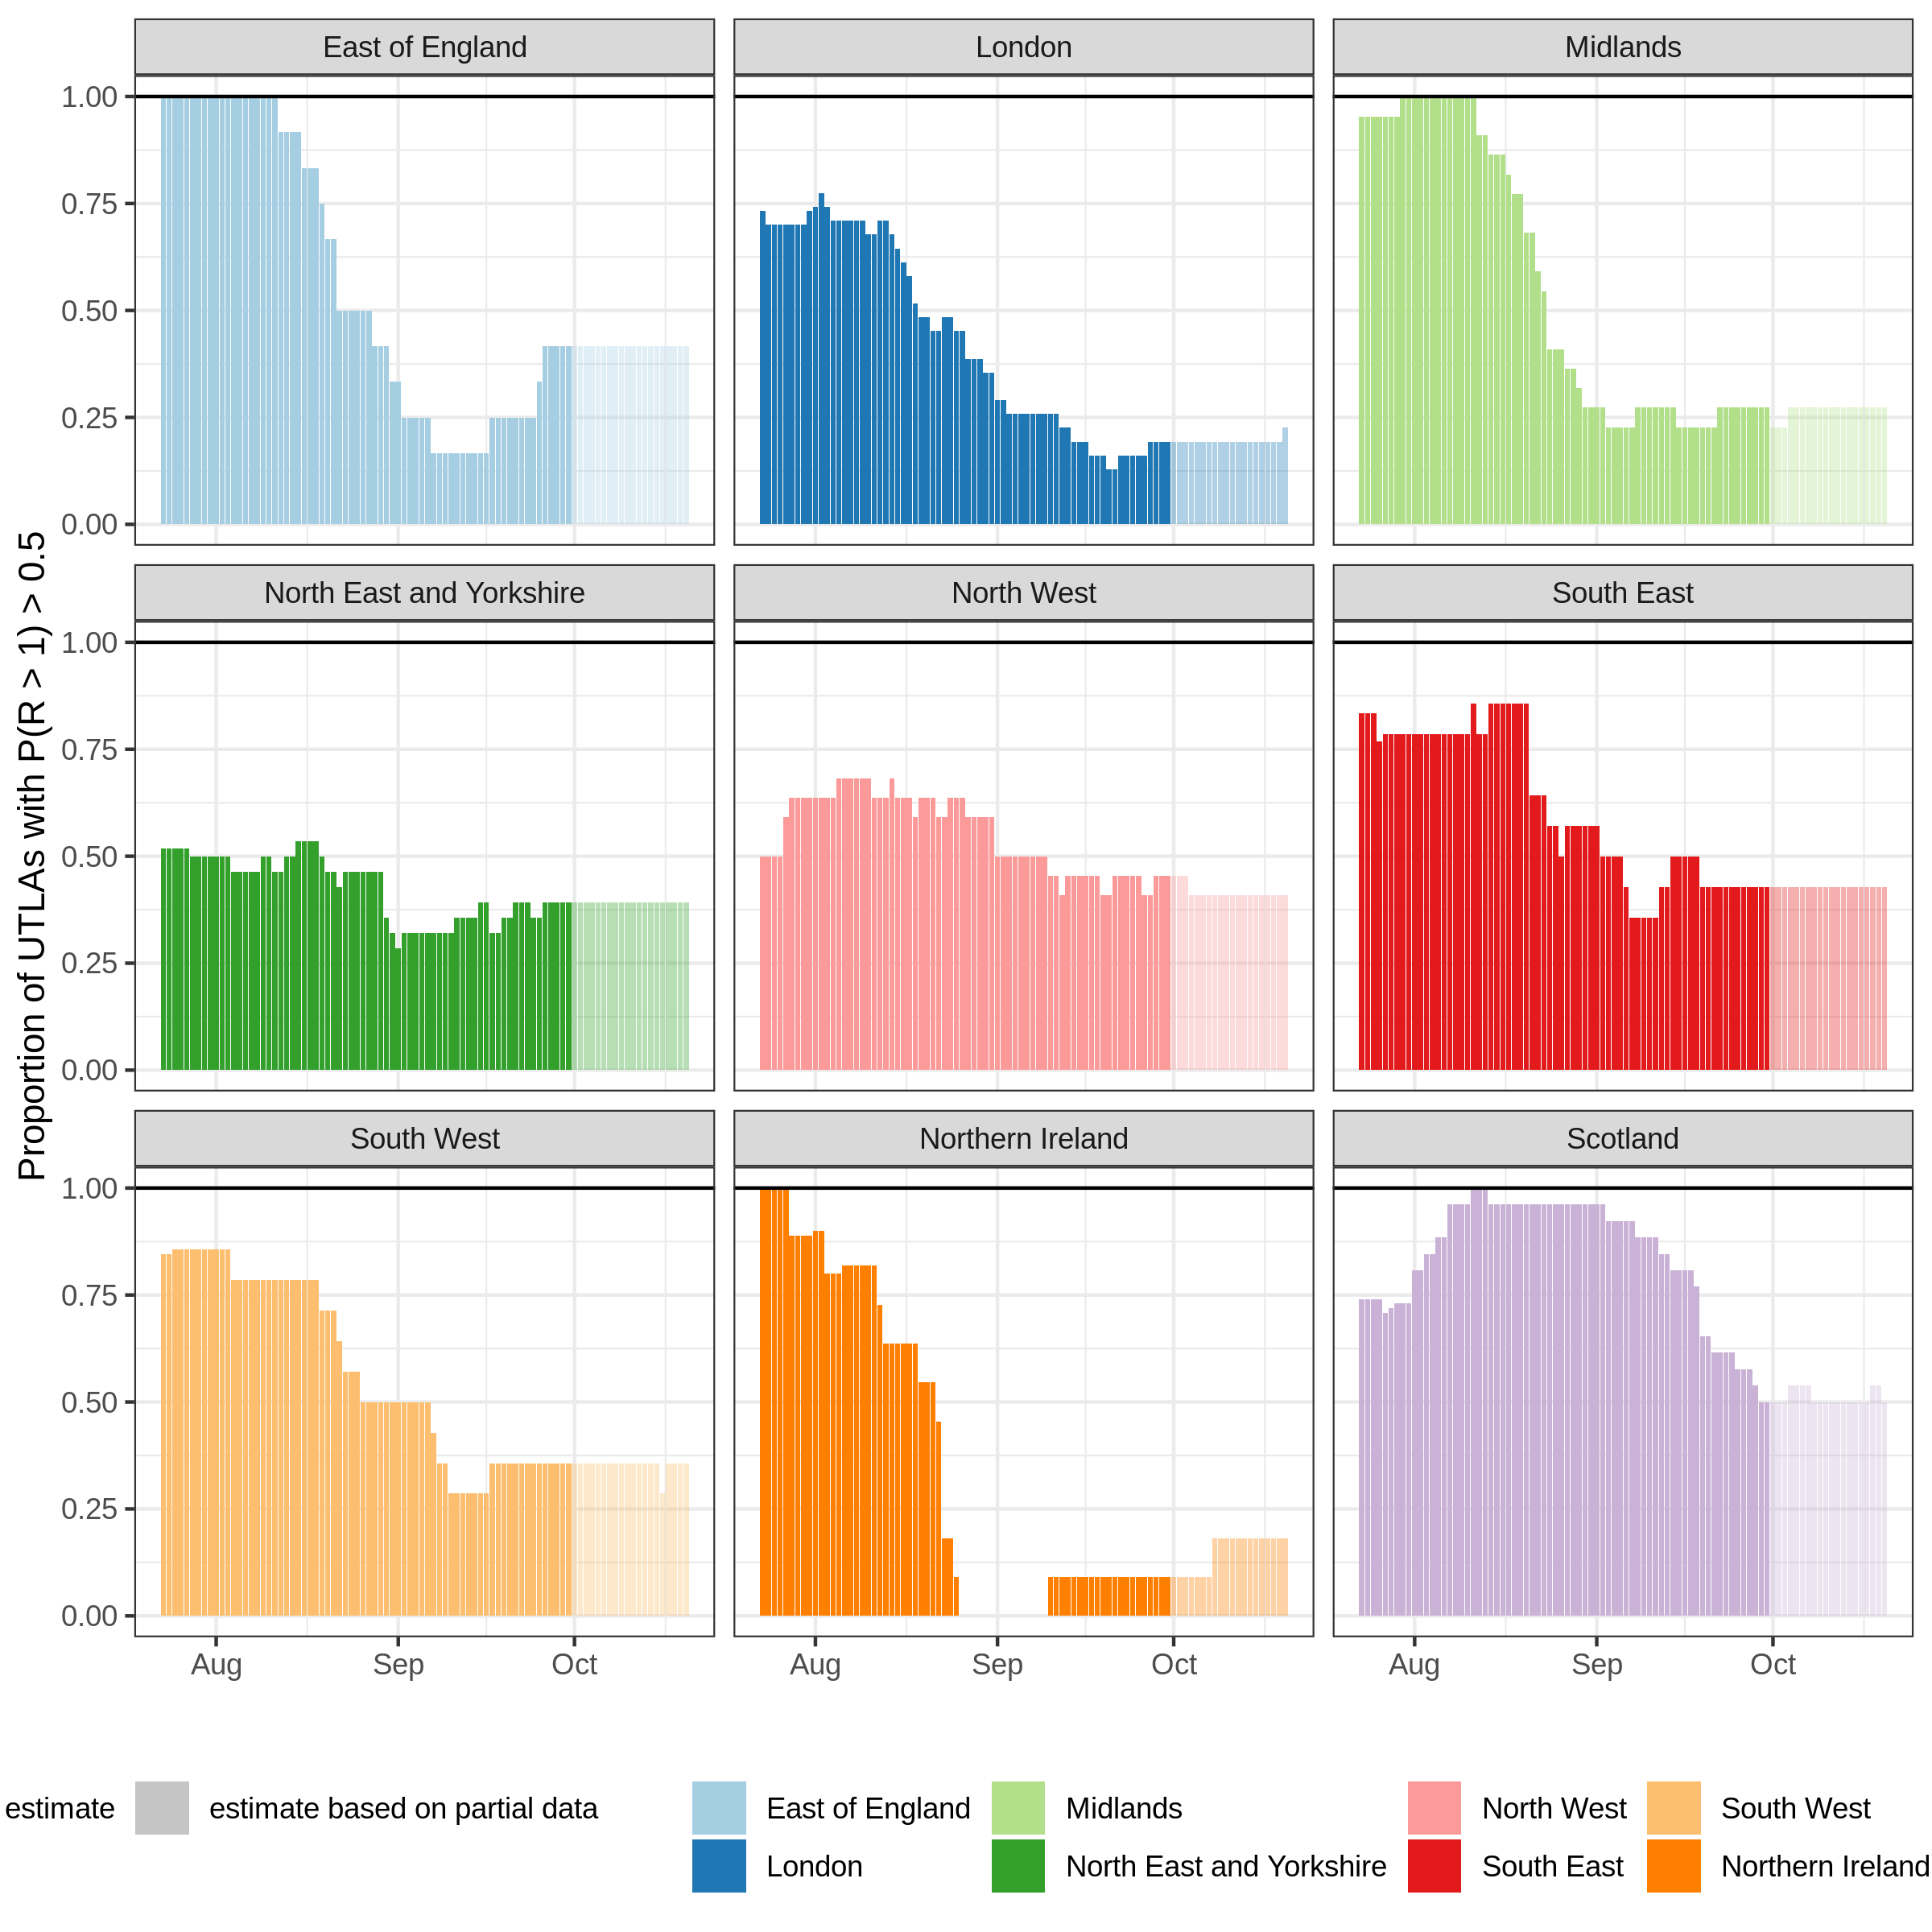 East of England
London
Midlands
1.00
0.75
0.50
0.25
0.00
North East and Yorkshire
North West
South East
1.00
0.75
0.50
0.25
0.00
South West
Northern Ireland
Scotland
1.00
0.75
0.50
0.25
0.00
Aug Sep Oct
Aug Sep Oct
Aug Sep Oct
Proportion of UTLAs with P(R > 1) > 0.5
estimate
estimate based on partial data
East of England
London
Midlands
North East and Yorkshire
North West
South East
South West
Northern Ireland